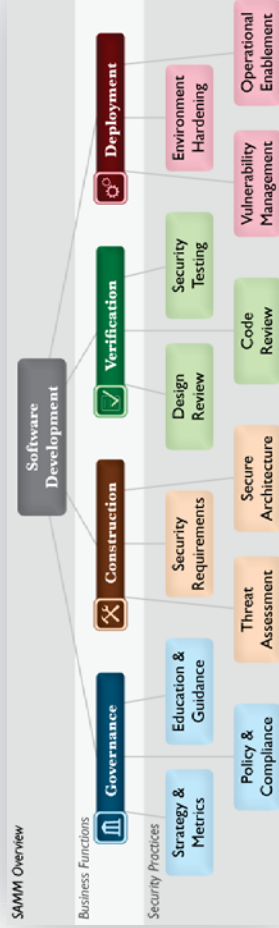 SAMM Overview
Software
Development
Business Functions
Governance
Construction
Verification
Deployment
Security Practices
Strategy &
Metrics
Education &
Guidance
Security
Requirements
Design
Review
Security
Testing
Environment
Hardening
Policy &
Compliance
Threat
Assessment
Secure
Architecture
Code
Review
Vulnerability
Management
Operational
Enablement